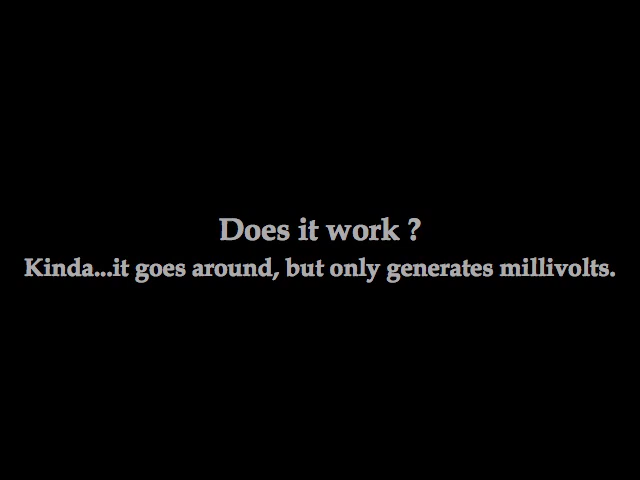 Does it work ?
Kinda...it goes around, but only generates millivolts.